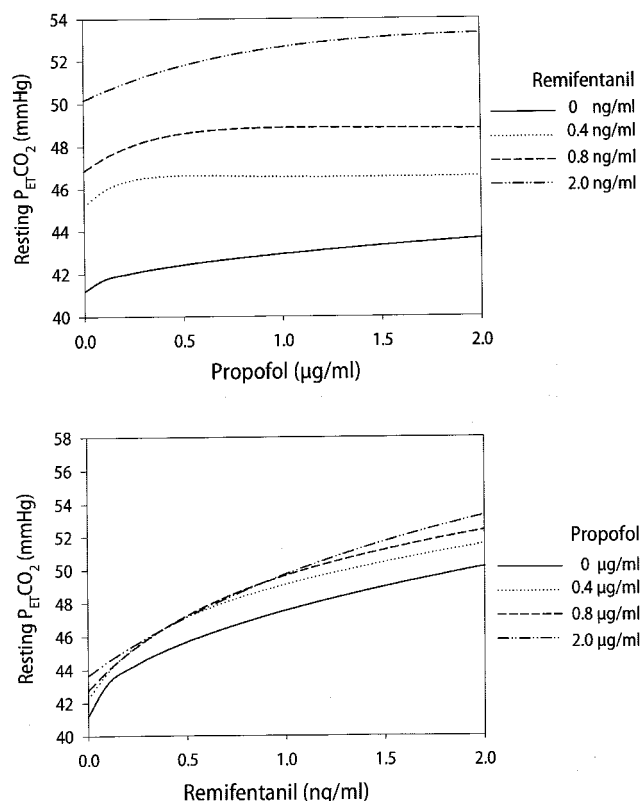 54
52
50
48
46
44
42
40
Resting PETCO2 (mmHg)
0.0 0.5 1.0 1.5 2.0
Propofol (µg/ml)
Remifentanil
0 ng/ml
0.4 ng/ml
0.8 ng/ml
2.0 ng/ml
58
56
54
52
50
48
46
44
42
40
Resting PETCO2 (mmHg)
0.0 0.5 1.0 1.5 2.0
Remifentanil (ng/ml)
Propofol
0 µg/ml
0.4 µg/ml
0.8 µg/ml
2.0 µg/ml